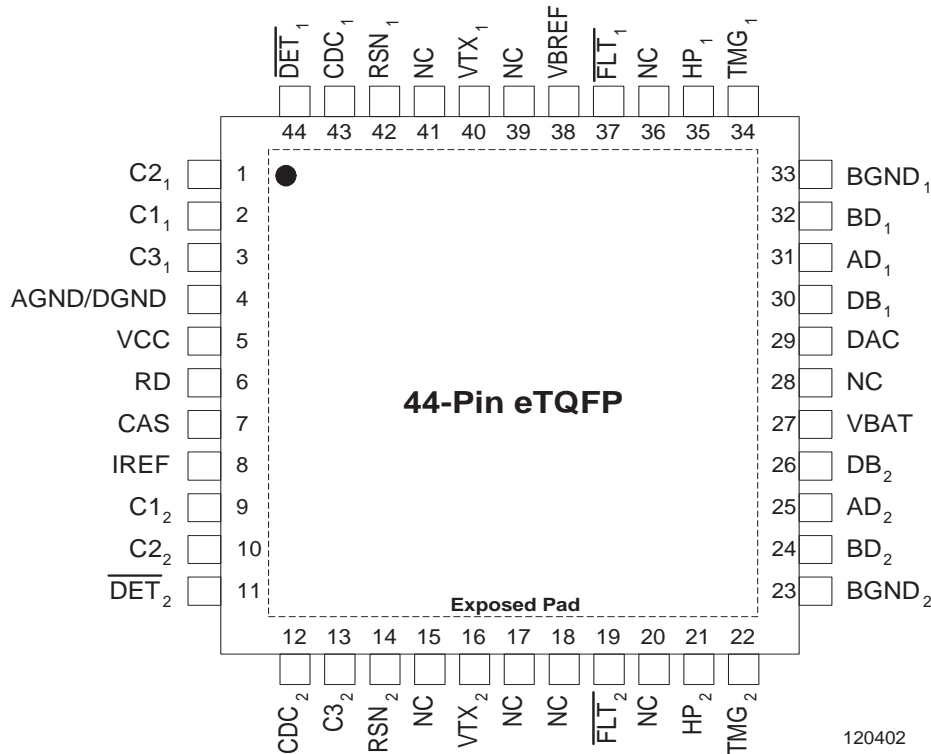 D̅E̅T̅₁ CDC₁ RSN₁ NC VTX₁ NC VBREF F̅L̅T̅₁ NC HP₁ TMG₁
44 43 42 41 40 39 38 37 36 35 34
C2₁ 1 33 BGND₁
C1₁ 2 32 BD₁
C3₁ 3 31 AD₁
AGND/DGND 4 30 DB₁
VCC 5 29 DAC
RD 6 28 NC
44-Pin eTQFP
CAS 7 27 VBAT
IREF 8 26 DB₂
C1₂ 9 25 AD₂
C2₂ 10 24 BD₂
D̅E̅T̅₂ 11 23 BGND₂
Exposed Pad
12 13 14 15 16 17 18 19 20 21 22
CDC₂ C3₂ RSN₂ NC VTX₂ NC NC F̅L̅T̅₂ NC HP₂ TMG₂
120402